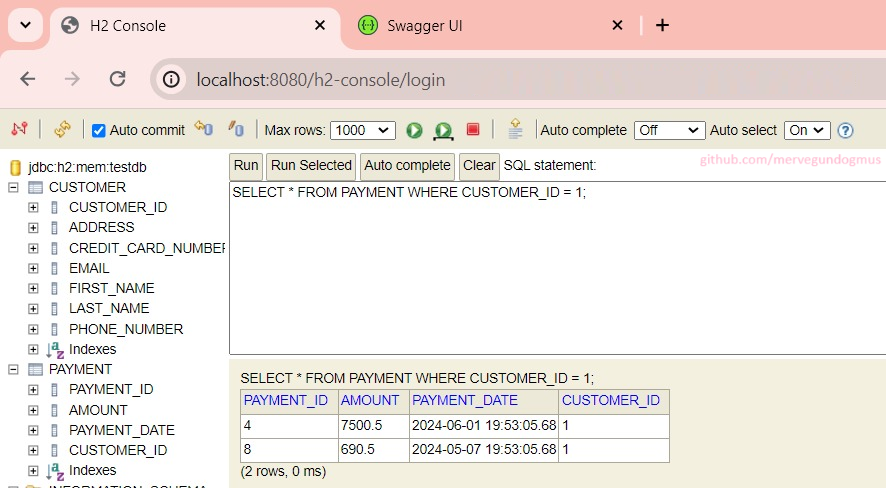 H2 Console
Swagger UI
localhost:8080/h2-console/login
Auto commit Max rows: 1000 Auto complete Off Auto select On
github.com/mervegundogmus
jdbc:h2:mem:testdb
CUSTOMER
CUSTOMER_ID
ADDRESS
CREDIT_CARD_NUMBER
EMAIL
FIRST_NAME
LAST_NAME
PHONE_NUMBER
Indexes
PAYMENT
PAYMENT_ID
AMOUNT
PAYMENT_DATE
CUSTOMER_ID
Indexes
INFORMATION_SCHEMA
Run Run Selected Auto complete Clear SQL statement:
SELECT * FROM PAYMENT WHERE CUSTOMER_ID = 1;
SELECT * FROM PAYMENT WHERE CUSTOMER_ID = 1;
PAYMENT_ID AMOUNT PAYMENT_DATE CUSTOMER_ID
4 7500.5 2024-06-01 19:53:05.68 1
8 690.5 2024-05-07 19:53:05.68 1
(2 rows, 0 ms)